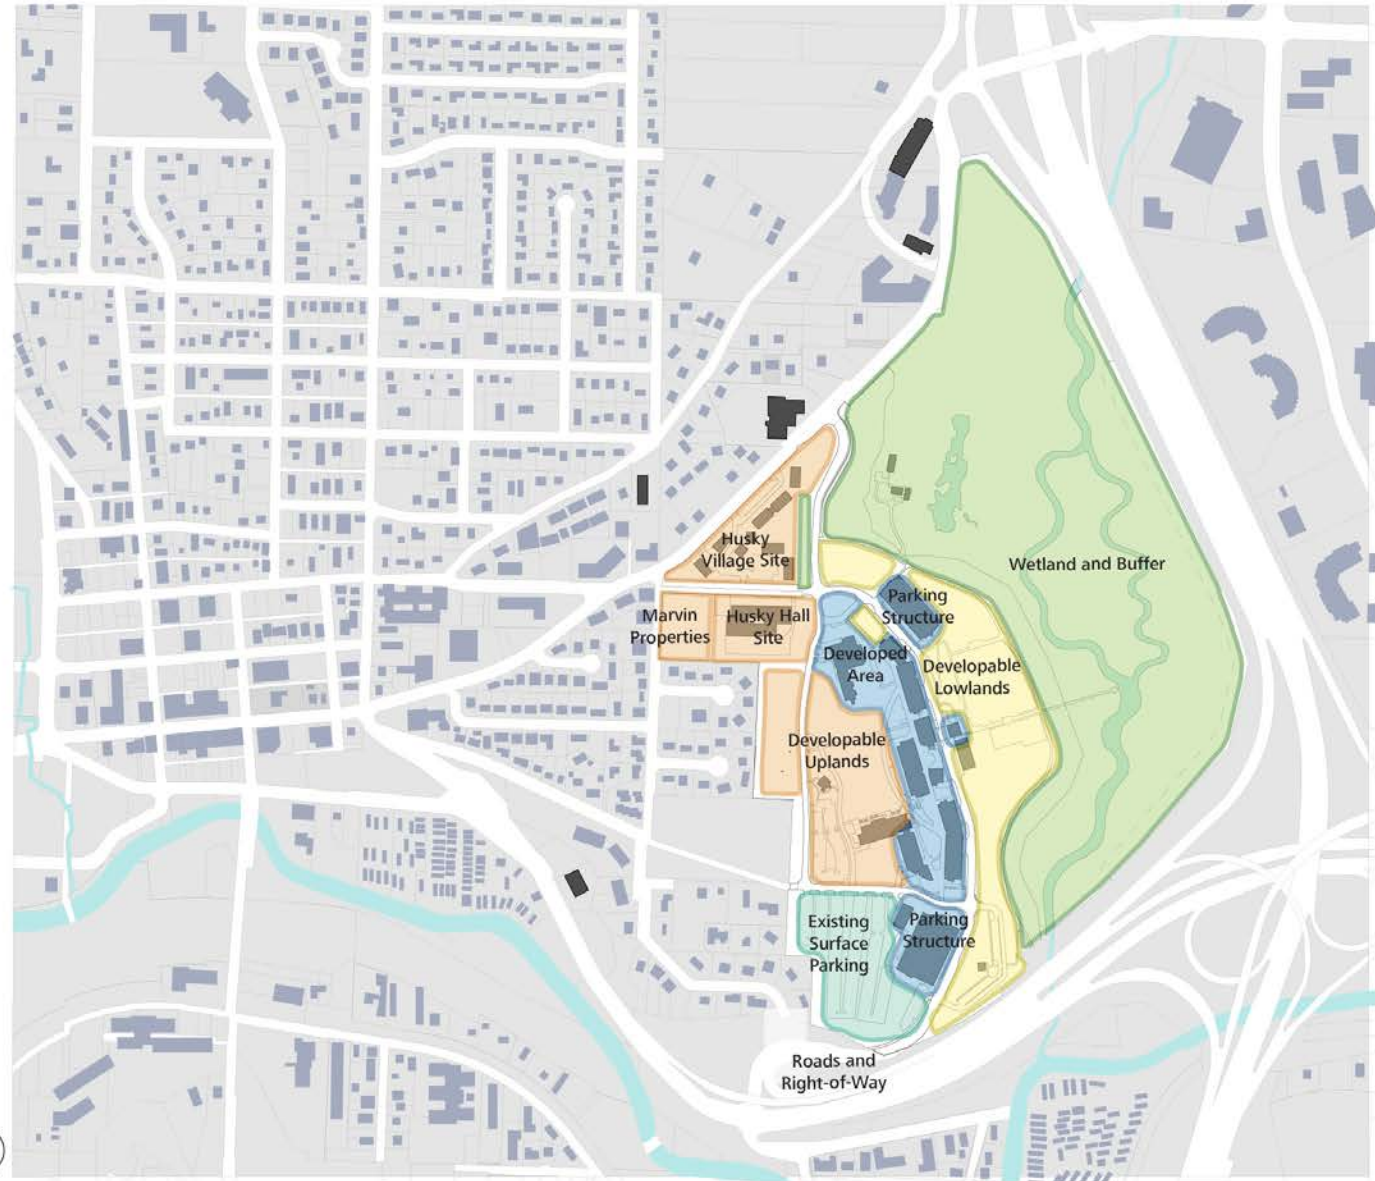 Husky
Village Site
Wetland and Buffer
Marvin
Properties
Husky Hall
Site
Parking
Structure
Developed
Area
Developable
Lowlands
Developable
Uplands
Existing
Surface
Parking
Parking
Structure
Roads and
Right-of-Way